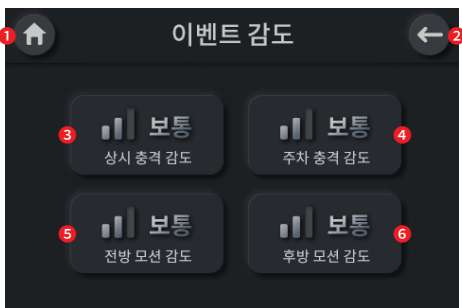 1 이벤트 감도 2
3 보통 보통 4
상시 충격 감도 주차 충격 감도
5 보통 보통 6
전방 모션 감도 후방 모션 감도